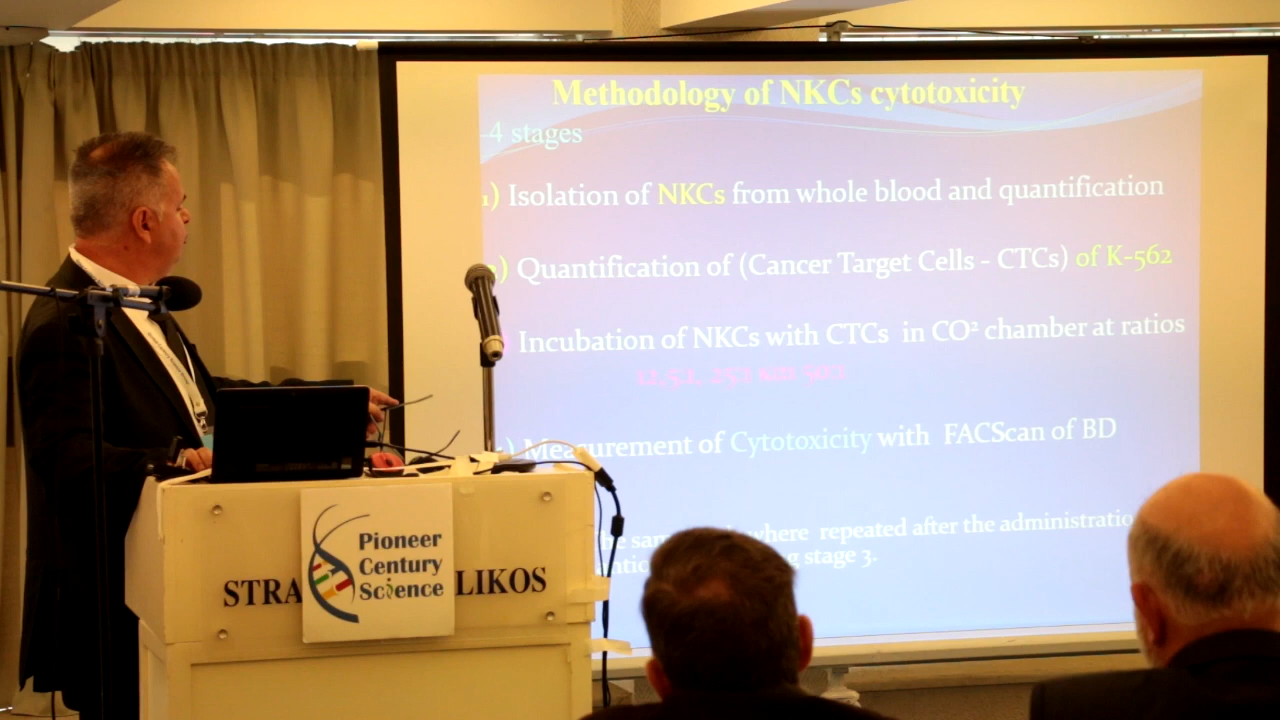 Methodology of NKCs cytotoxicity
-4 stages
1) Isolation of NKCs from whole blood and quantification
) Quantification of (Cancer Target Cells - CTCs) of K-562
Incubation of NKCs with CTCs in CO² chamber at ratios
) Measurement of Cytotoxicity with FACScan of BD
where repeated after the administratio
stage 3.
Pioneer
Century
Science
STRA LIKOS